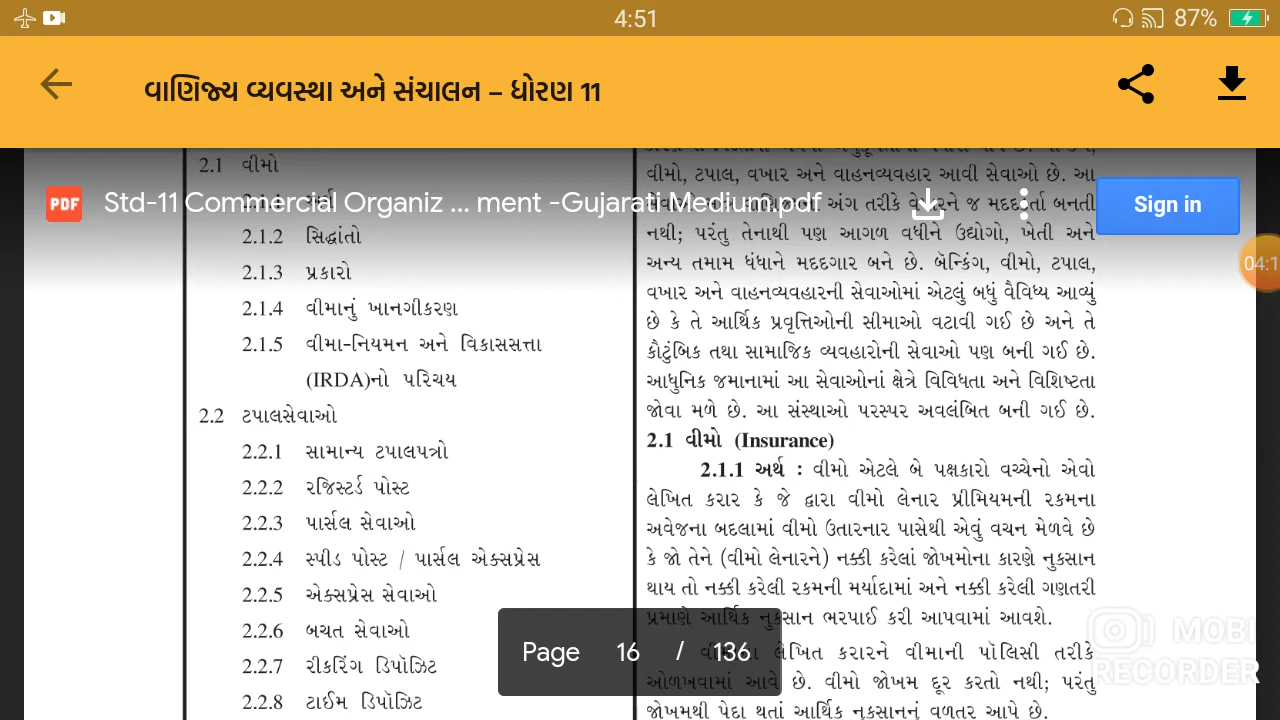 4:51
87%
વાણિજ્ય વ્યવસ્થા અને સંચાલન – ધોરણ 11
PDF
Std-11 Commercial Organiz ... ment -Gujarati Medium.pdf
Sign in
04:1
2.1 વીમો
2.1.2 સિદ્ધાંતો
2.1.3 પ્રકારો
2.1.4 વીમાનું ખાનગીકરણ
2.1.5 વીમા-નિયમન અને વિકાસસત્તા
(IRDA)નો પરિચય
2.2 ટપાલસેવાઓ
2.2.1 સામાન્ય ટપાલપત્રો
2.2.2 રજિસ્ટર્ડ પોસ્ટ
2.2.3 પાર્સલ સેવાઓ
2.2.4 સ્પીડ પોસ્ટ / પાર્સલ એક્સપ્રેસ
2.2.5 એક્સપ્રેસ સેવાઓ
2.2.6 બચત સેવાઓ
2.2.7 રીકરિંગ ડિપૉઝિટ
2.2.8 ટાઈમ ડિપૉઝિટ
વીમો, ટપાલ, વખાર અને વાહનવ્યવહાર આવી સેવાઓ છે. આ
અંગ તરીકે વેપારને જ મદદકર્તા બનતી
નથી; પરંતુ તેનાથી પણ આગળ વધીને ઉદ્યોગો, ખેતી અને
અન્ય તમામ ધંધાને મદદગાર બને છે. બૅન્કિંગ, વીમો, ટપાલ,
વખાર અને વાહનવ્યવહારની સેવાઓમાં એટલું બધું વૈવિધ્ય આવ્યું
છે કે તે આર્થિક પ્રવૃત્તિઓની સીમાઓ વટાવી ગઈ છે અને તે
કૌટુંબિક તથા સામાજિક વ્યવહારોની સેવાઓ પણ બની ગઈ છે.
આધુનિક જમાનામાં આ સેવાઓનાં ક્ષેત્રે વિવિધતા અને વિશિષ્ટતા
જોવા મળે છે. આ સંસ્થાઓ પરસ્પર અવલંબિત બની ગઈ છે.
2.1 વીમો (Insurance)
2.1.1 અર્થ : વીમો એટલે બે પક્ષકારો વચ્ચેનો એવો
લેખિત કરાર કે જે દ્વારા વીમો લેનાર પ્રીમિયમની રકમના
અવેજના બદલામાં વીમો ઉતારનાર પાસેથી એવું વચન મેળવે છે
કે જો તેને (વીમો લેનારને) નક્કી કરેલાં જોખમોના કારણે નુકસાન
થાય તો નક્કી કરેલી રકમની મર્યાદામાં અને નક્કી કરેલી ગણતરી
પ્રમાણે આર્થિક નુકસાન ભરપાઈ કરી આપવામાં આવશે.
લેખિત કરારને વીમાની પૉલિસી તરીકે
ઓળખવામાં આવે છે. વીમો જોખમ દૂર કરતો નથી; પરંતુ
જોખમથી પેદા થતાં આર્થિક નુકસાનનું વળતર આપે છે.
Page 16 / 136
MOBI
RECORDER